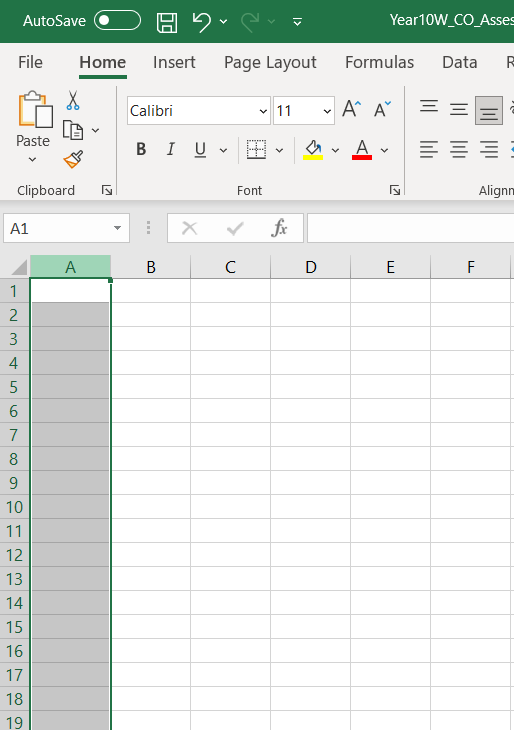 AutoSave Year10W_CO_Asses
File Home Insert Page Layout Formulas Data R
Calibri 11 A A
Paste
B I U A
Clipboard Font Alignm
A1 fx
A B C D E F
1
2
3
4
5
6
7
8
9
10
11
12
13
14
15
16
17
18
19